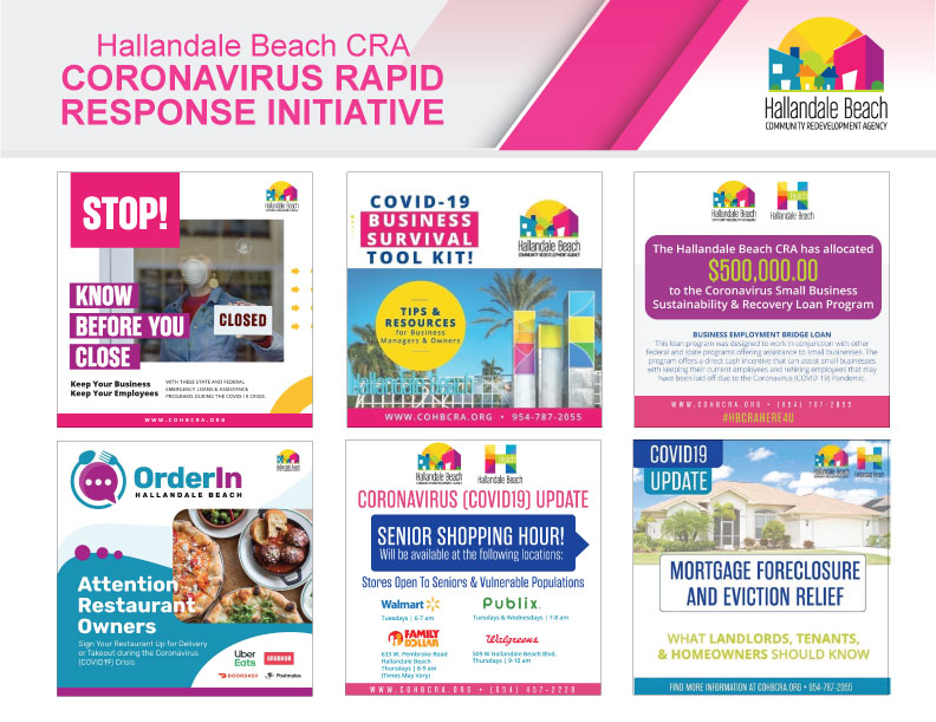 Hallandale Beach CRA
CORONAVIRUS RAPID
RESPONSE INITIATIVE
Hallandale Beach
COMMUNITY REDEVELOPMENT AGENCY
STOP!
Hallandale Beach
KNOW
BEFORE YOU
CLOSE
CLOSED
Keep Your Business
Keep Your Employees
WITH THESE STATE AND FEDERAL
EMERGENCY LOANS & ASSISTANCE
PROGRAMS DURING THE COVID-19 CRISIS.
WWW.COHBCRA.ORG
COVID-19
BUSINESS
SURVIVAL
TOOL KIT!
Hallandale Beach
COMMUNITY REDEVELOPMENT AGENCY
TIPS &
RESOURCES
for Business
Managers & Owners
WWW.COHBCRA.ORG • 954-787-2055
Hallandale Beach
Hallandale Beach
The Hallandale Beach CRA has allocated
$500,000.00
to the Coronavirus Small Business
Sustainability & Recovery Loan Program
BUSINESS EMPLOYMENT BRIDGE LOAN
This loan program was designed to work in conjunction with other
federal and state programs offering assistance to small businesses. The
program offers a direct cash incentive that can assist small businesses
with keeping their current employees and rehiring employees that may
have been laid off due to the Coronavirus (COVID-19) Pandemic.
WWW.COHBCRA.ORG • (954) 787-2055
#HBCRAHERE4U
OrderIn
HALLANDALE BEACH
Hallandale Beach
Attention
Restaurant
Owners
Sign Your Restaurant Up for Delivery
or Takeout during the Coronavirus
(COVID19) Crisis
Uber
Eats
GRUBHUB
DOORDASH
Postmates
Hallandale Beach
Hallandale Beach
CORONAVIRUS (COVID19) UPDATE
SENIOR SHOPPING HOUR!
Will be available at the following locations:
Stores Open To Seniors & Vulnerable Populations
Walmart
Tuesdays | 6-7 am
Publix.
Tuesdays & Wednesdays | 7-8 am
FAMILY
DOLLAR
633 W. Pembroke Road
Hallandale Beach
Thursdays | 8-9 am
(Times May Vary)
Walgreens
509 W Hallandale Beach Blvd.
Thursdays | 9-10 am
WWW.COHBCRA.ORG • (954) 457-2228
COVID19
UPDATE
Hallandale Beach
Hallandale Beach
MORTGAGE FORECLOSURE
AND EVICTION RELIEF
WHAT LANDLORDS, TENANTS,
& HOMEOWNERS SHOULD KNOW
FIND MORE INFORMATION AT COHBCRA.ORG • 954-787-2055